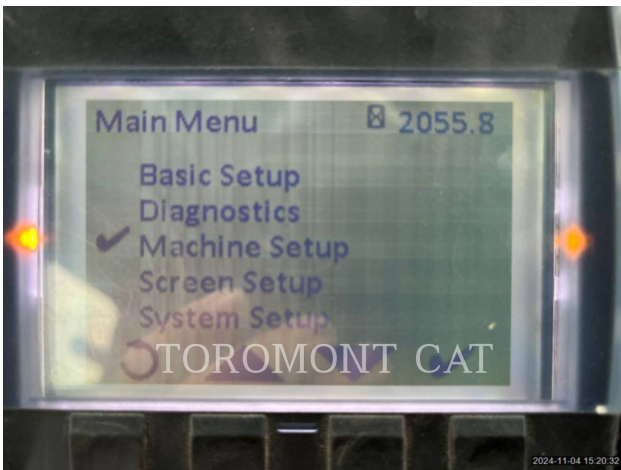 Main Menu 2055.8
Basic Setup
Diagnostics
Machine Setup
Screen Setup
System Setup
TOROMONT CAT
2024-11-04 15:20:32